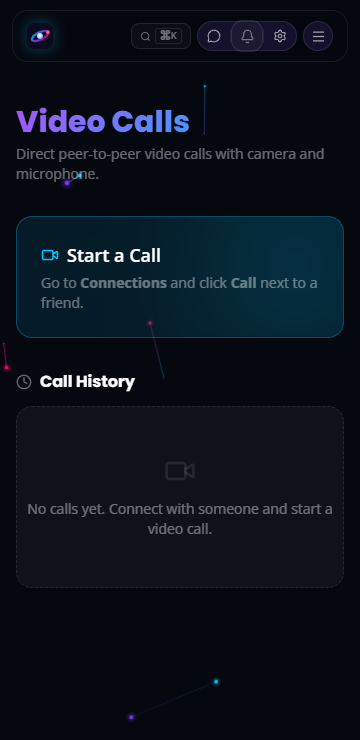 ⌘K
Video Calls
Direct peer-to-peer video calls with camera and
microphone.
Start a Call
Go to Connections and click Call next to a
friend.
Call History
No calls yet. Connect with someone and start a
video call.